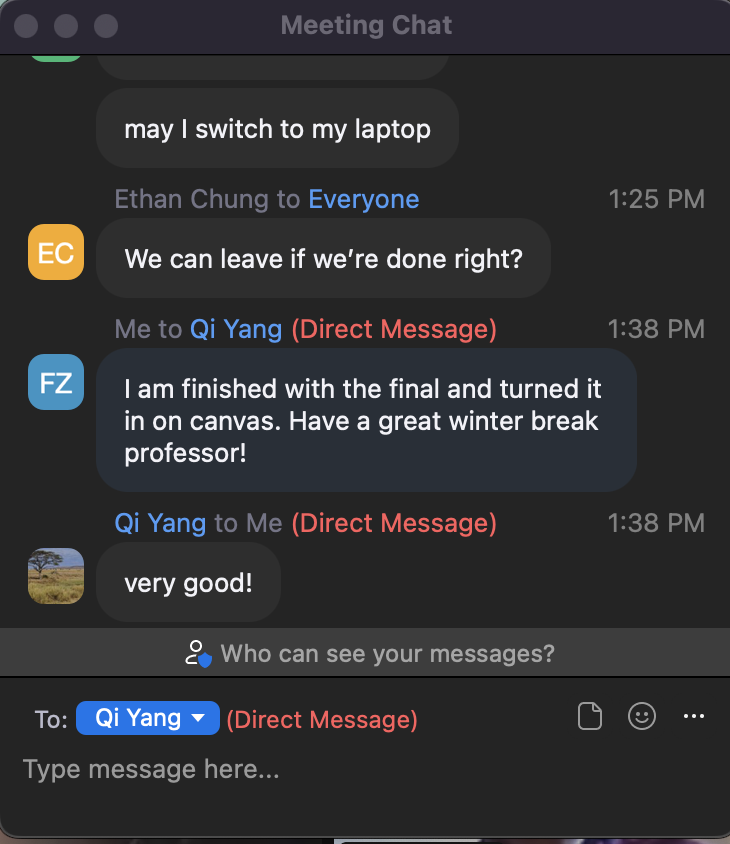 Meeting Chat
may I switch to my laptop
Ethan Chung to Everyone 1:25 PM
EC
We can leave if we’re done right?
Me to Qi Yang (Direct Message) 1:38 PM
FZ
I am finished with the final and turned it
in on canvas. Have a great winter break
professor!
Qi Yang to Me (Direct Message) 1:38 PM
very good!
Who can see your messages?
To: Qi Yang (Direct Message)
Type message here...